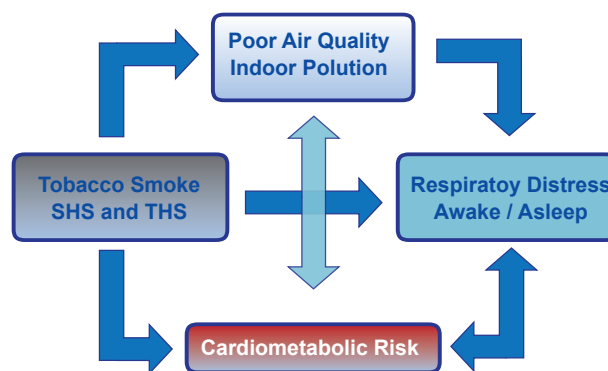 Poor Air Quality
Indoor Polution
Tobacco Smoke
SHS and THS
Respiratoy Distress
Awake / Asleep
Cardiometabolic Risk